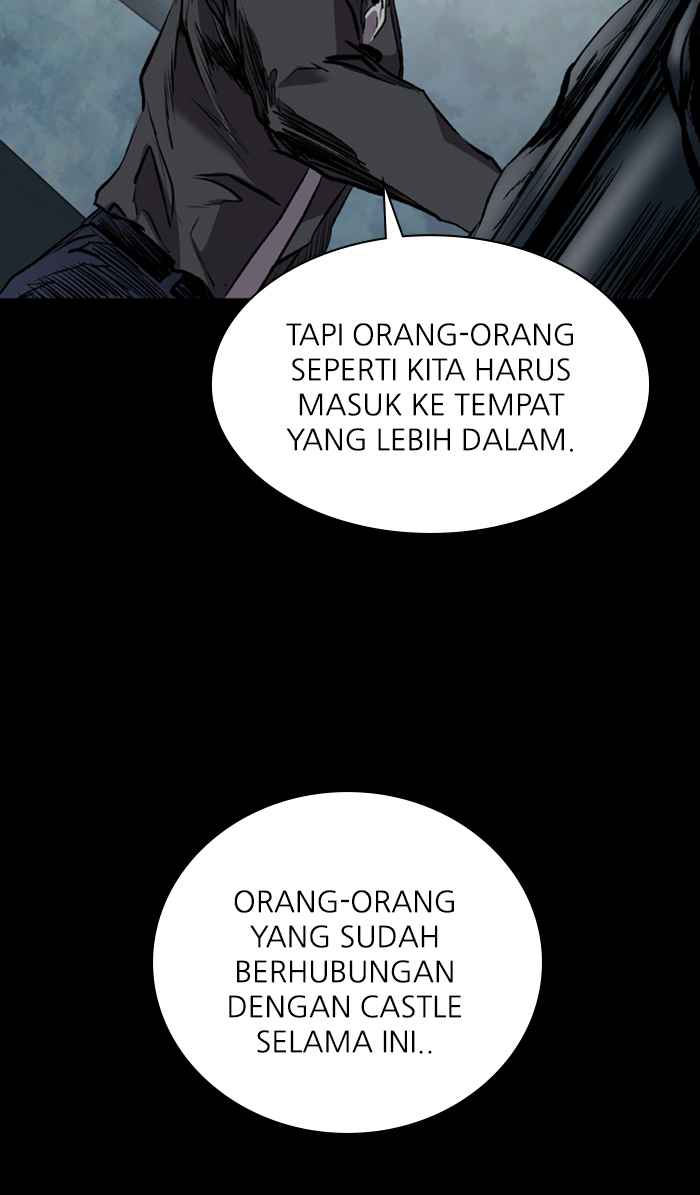 TAPI ORANG-ORANG
SEPERTI KITA HARUS
MASUK KE TEMPAT
YANG LEBIH DALAM.
ORANG-ORANG
YANG SUDAH
BERHUBUNGAN
DENGAN CASTLE
SELAMA INI..